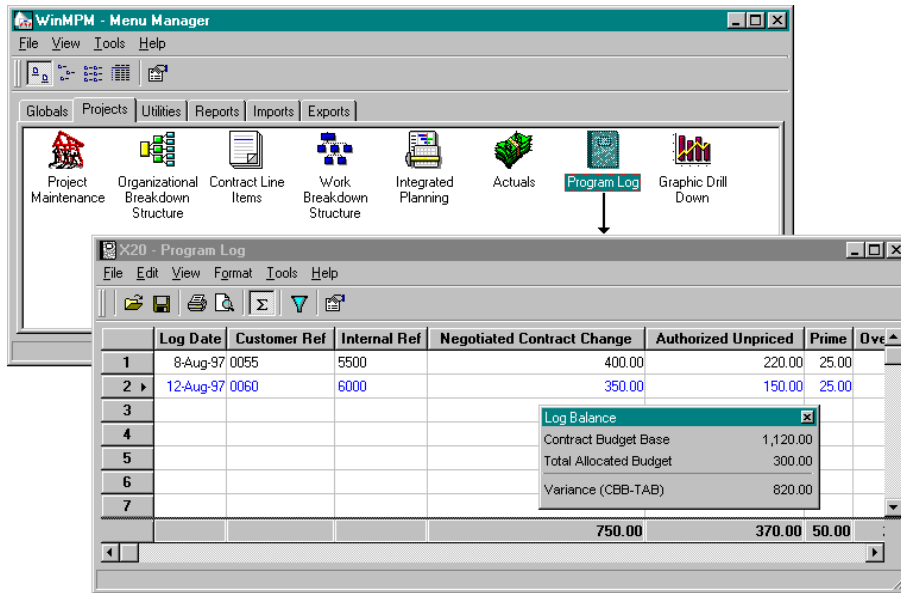 WinMPM - Menu Manager
File View Tools Help
Globals Projects Utilities Reports Imports Exports
Project Maintenance
Organizational Breakdown Structure
Contract Line Items
Work Breakdown Structure
Integrated Planning
Actuals
Program Log
Graphic Drill Down
X20 - Program Log
File Edit View Format Tools Help
Σ
Log Date Customer Ref Internal Ref Negotiated Contract Change Authorized Unpriced Prime Ove
1 8-Aug-97 0055 5500 400.00 220.00 25.00
2 12-Aug-97 0060 6000 350.00 150.00 25.00
3
4
5
6
7
Log Balance
Contract Budget Base 1,120.00
Total Allocated Budget 300.00
Variance (CBB-TAB) 820.00
750.00 370.00 50.00